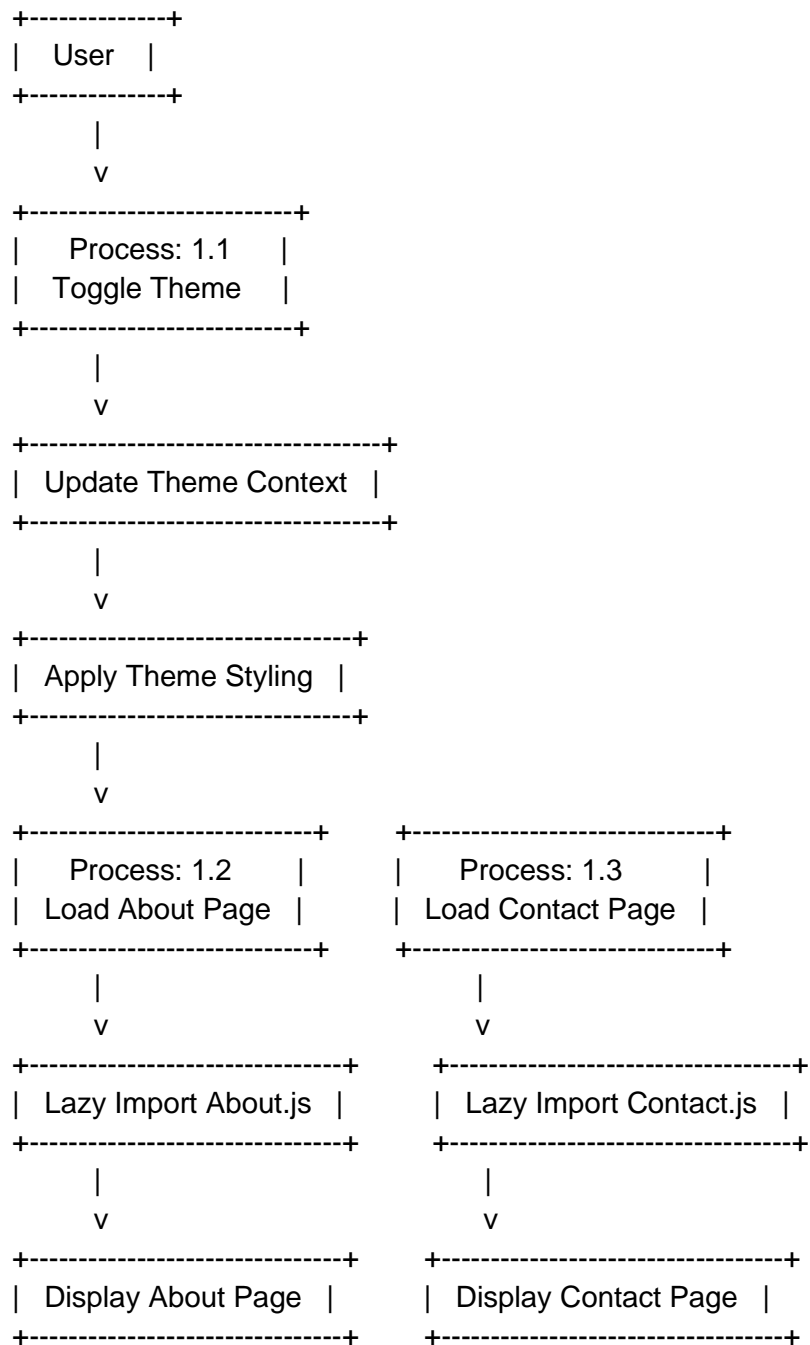 User
Process: 1.1
Toggle Theme
Update Theme Context
Apply Theme Styling
Process: 1.2
Load About Page
Process: 1.3
Load Contact Page
Lazy Import About.js
Lazy Import Contact.js
Display About Page
Display Contact Page